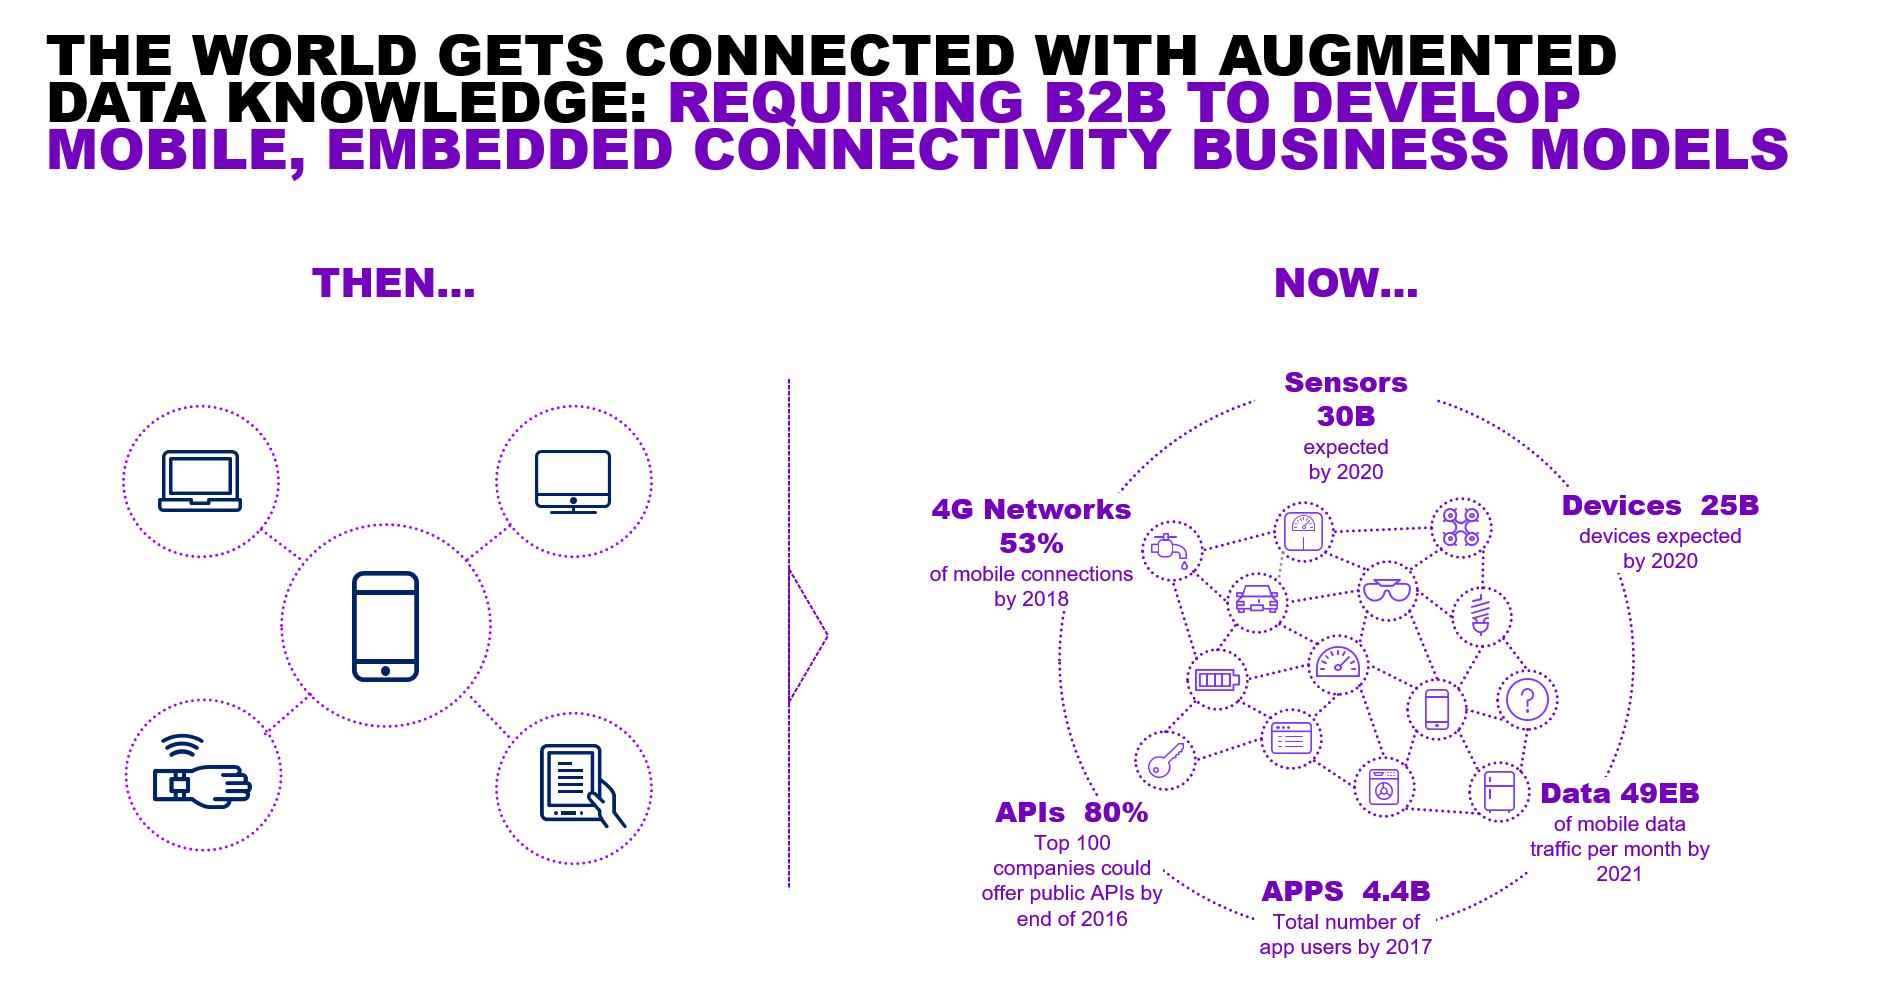 THE WORLD GETS CONNECTED WITH AUGMENTED
DATA KNOWLEDGE: REQUIRING B2B TO DEVELOP
MOBILE, EMBEDDED CONNECTIVITY BUSINESS MODELS
THEN...
NOW...
Sensors
30B
expected
by 2020
Devices 25B
devices expected
by 2020
4G Networks
53%
of mobile connections
by 2018
?
Data 49EB
of mobile data
traffic per month by
2021
APIs 80%
Top 100
companies could
offer public APIs by
end of 2016
APPS 4.4B
Total number of
app users by 2017